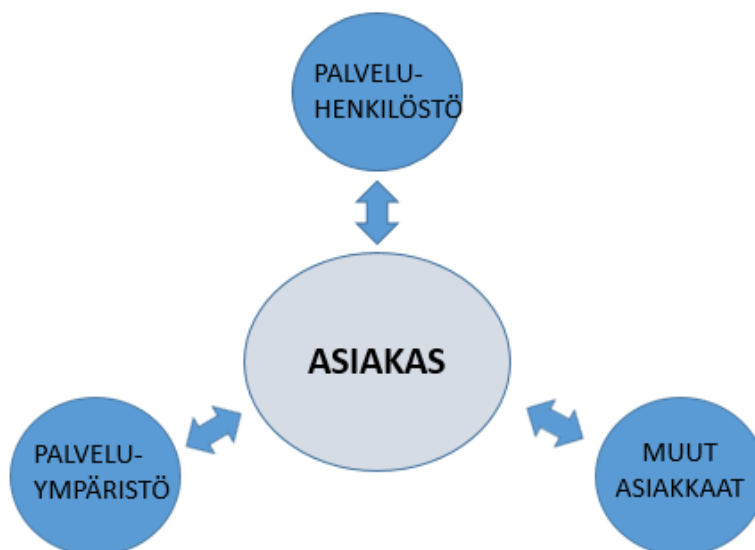 PALVELU-
HENKILÖSTÖ
ASIAKAS
PALVELU-
YMPÄRISTÖ
MUUT
ASIAKKAAT